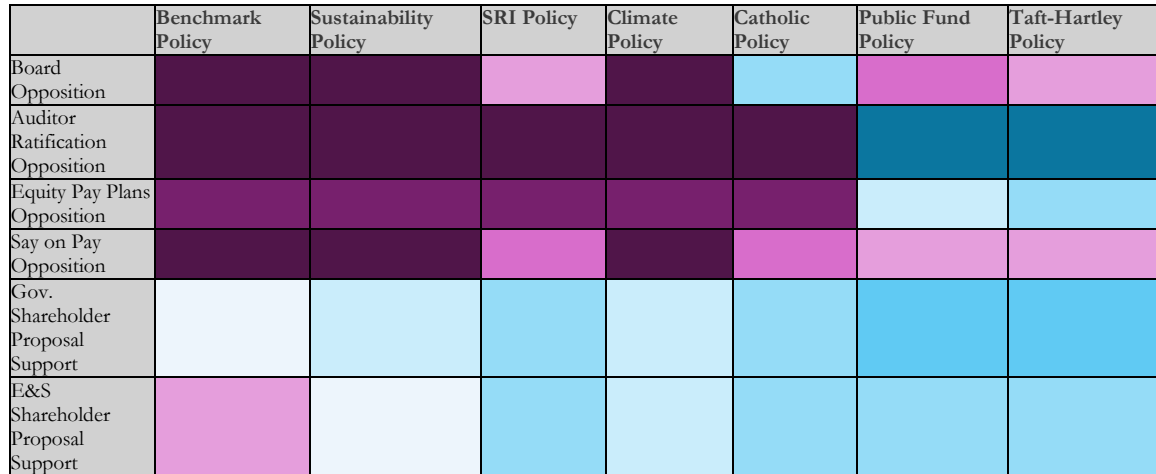 Benchmark Policy
Sustainability Policy
SRI Policy
Climate Policy
Catholic Policy
Public Fund Policy
Taft-Hartley Policy
Board
Opposition
Auditor
Ratification
Opposition
Equity Pay Plans
Opposition
Say on Pay
Opposition
Gov.
Shareholder
Proposal
Support
E&S
Shareholder
Proposal
Support